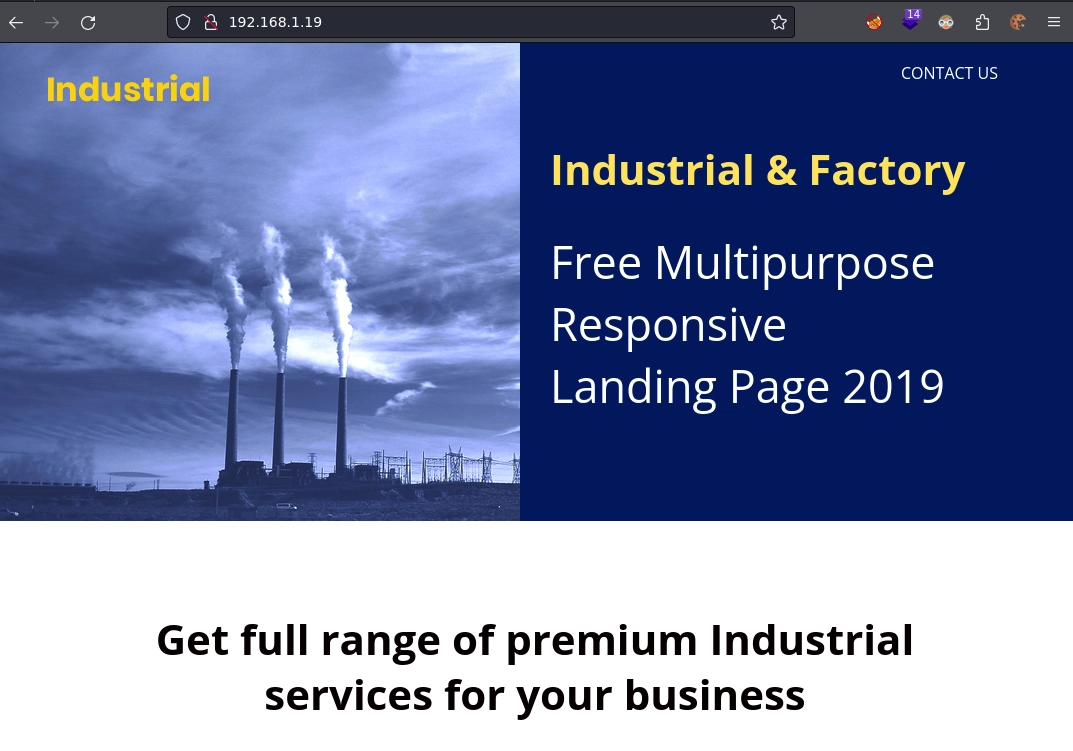 14
192.168.1.19
Industrial
CONTACT US
Industrial & Factory
Free Multipurpose
Responsive
Landing Page 2019
Get full range of premium Industrial
services for your business